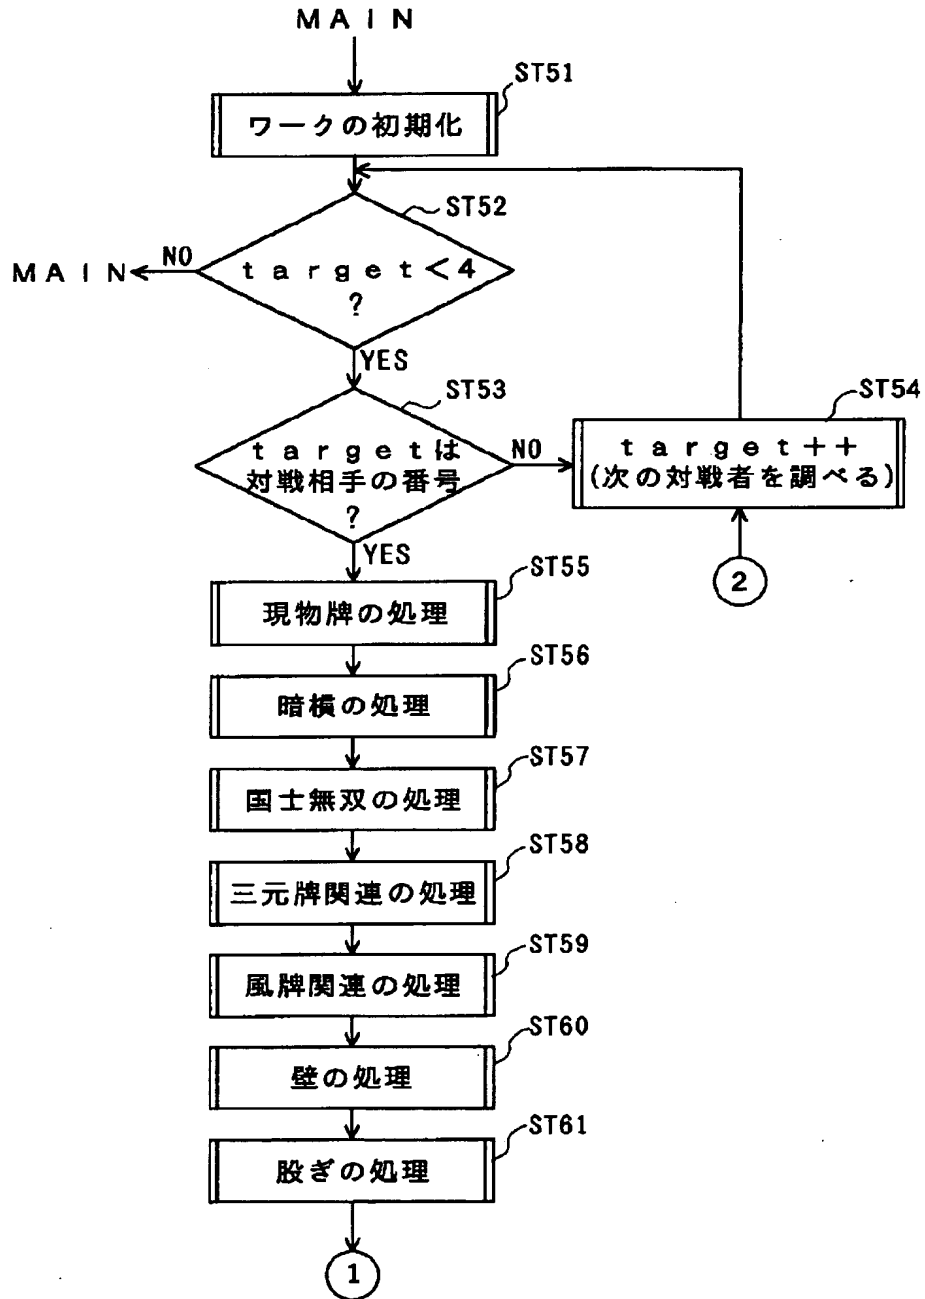 MAIN
ST51
ワークの初期化
ST52
NO
MAIN
target<4
?
YES
ST53
ST54
targetは
対戦相手の番号
?
NO
target++
(次の対戦者を調べる)
YES
2
ST55
現物牌の処理
ST56
暗槓の処理
ST57
国士無双の処理
ST58
三元牌関連の処理
ST59
風牌関連の処理
ST60
壁の処理
ST61
股ぎの処理
1